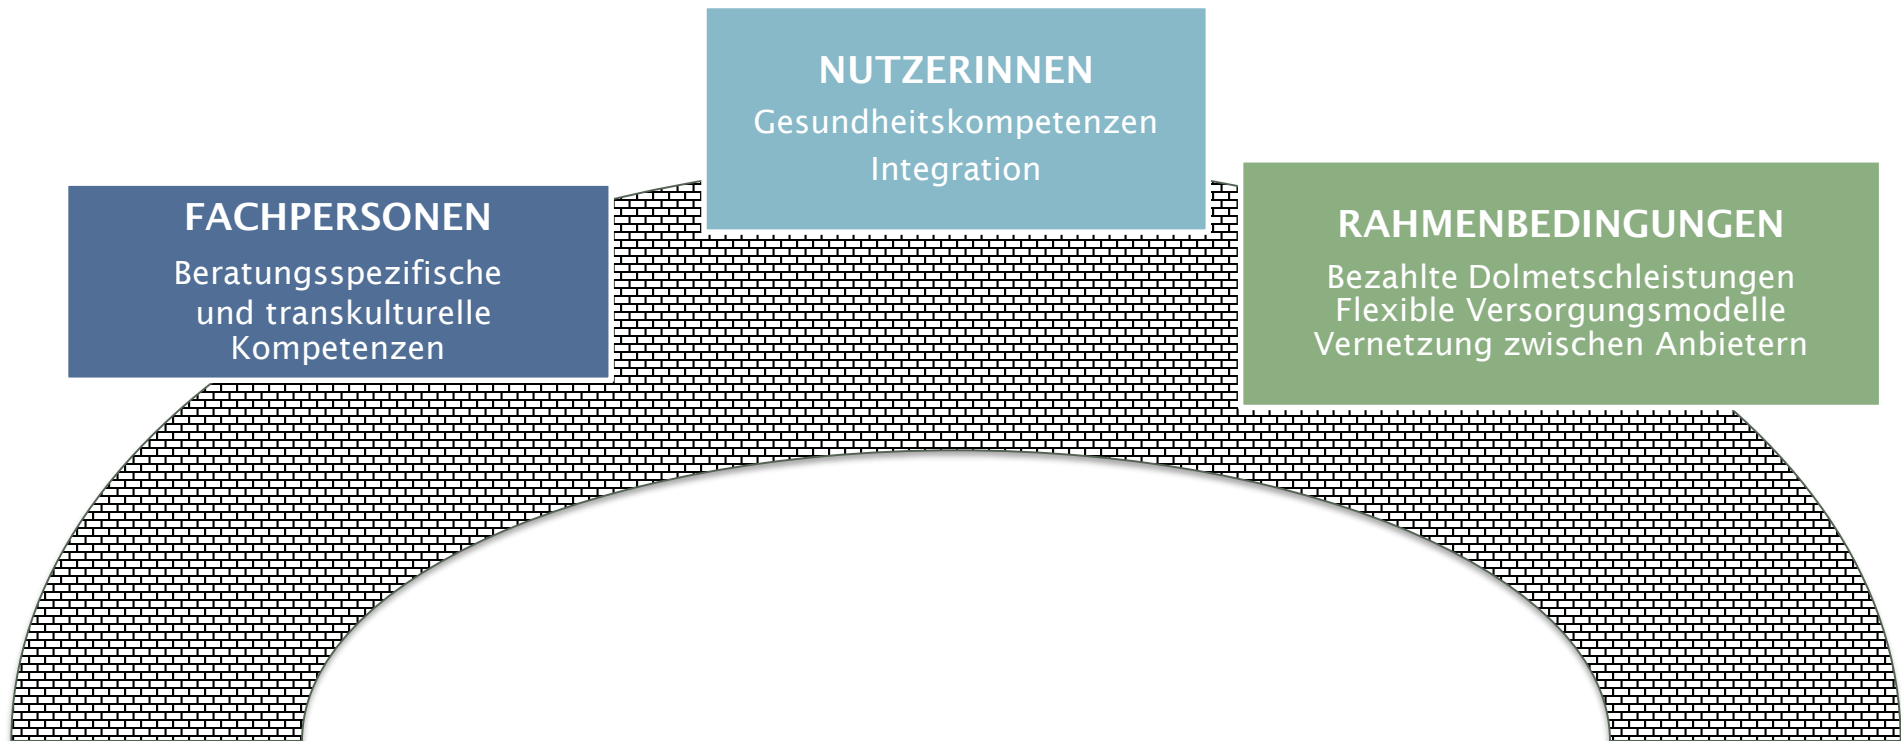 NUTZERINNEN
Gesundheitskompetenzen
Integration
FACHPERSONEN
Beratungsspezifische
und transkulturelle
Kompetenzen
RAHMENBEDINGUNGEN
Bezahlte Dolmetschleistungen
Flexible Versorgungsmodelle
Vernetzung zwischen Anbietern